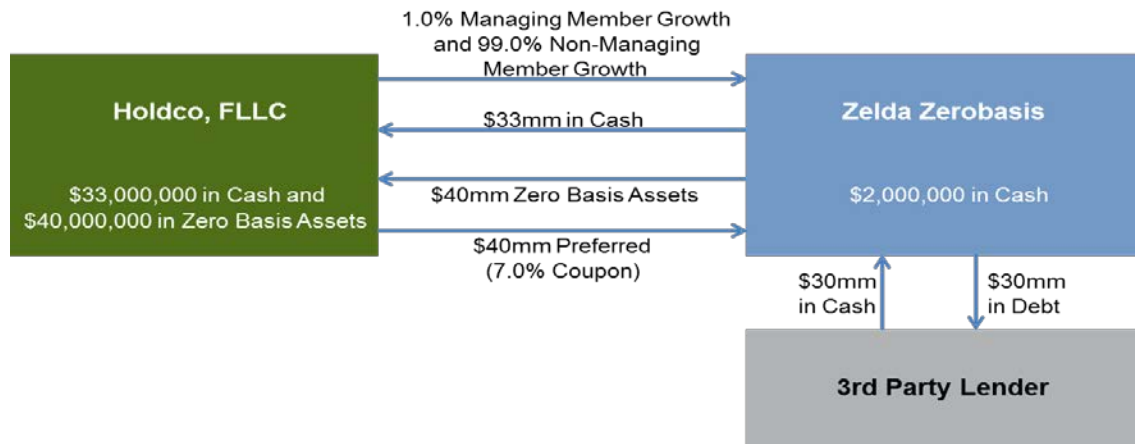 1.0% Managing Member Growth
and 99.0% Non-Managing
Member Growth
Holdco, FLLC
$33,000,000 in Cash and
$40,000,000 in Zero Basis Assets
$33mm in Cash
$40mm Zero Basis Assets
$40mm Preferred
(7.0% Coupon)
Zelda Zerobasis
$2,000,000 in Cash
$30mm
in Cash
$30mm
in Debt
3rd Party Lender